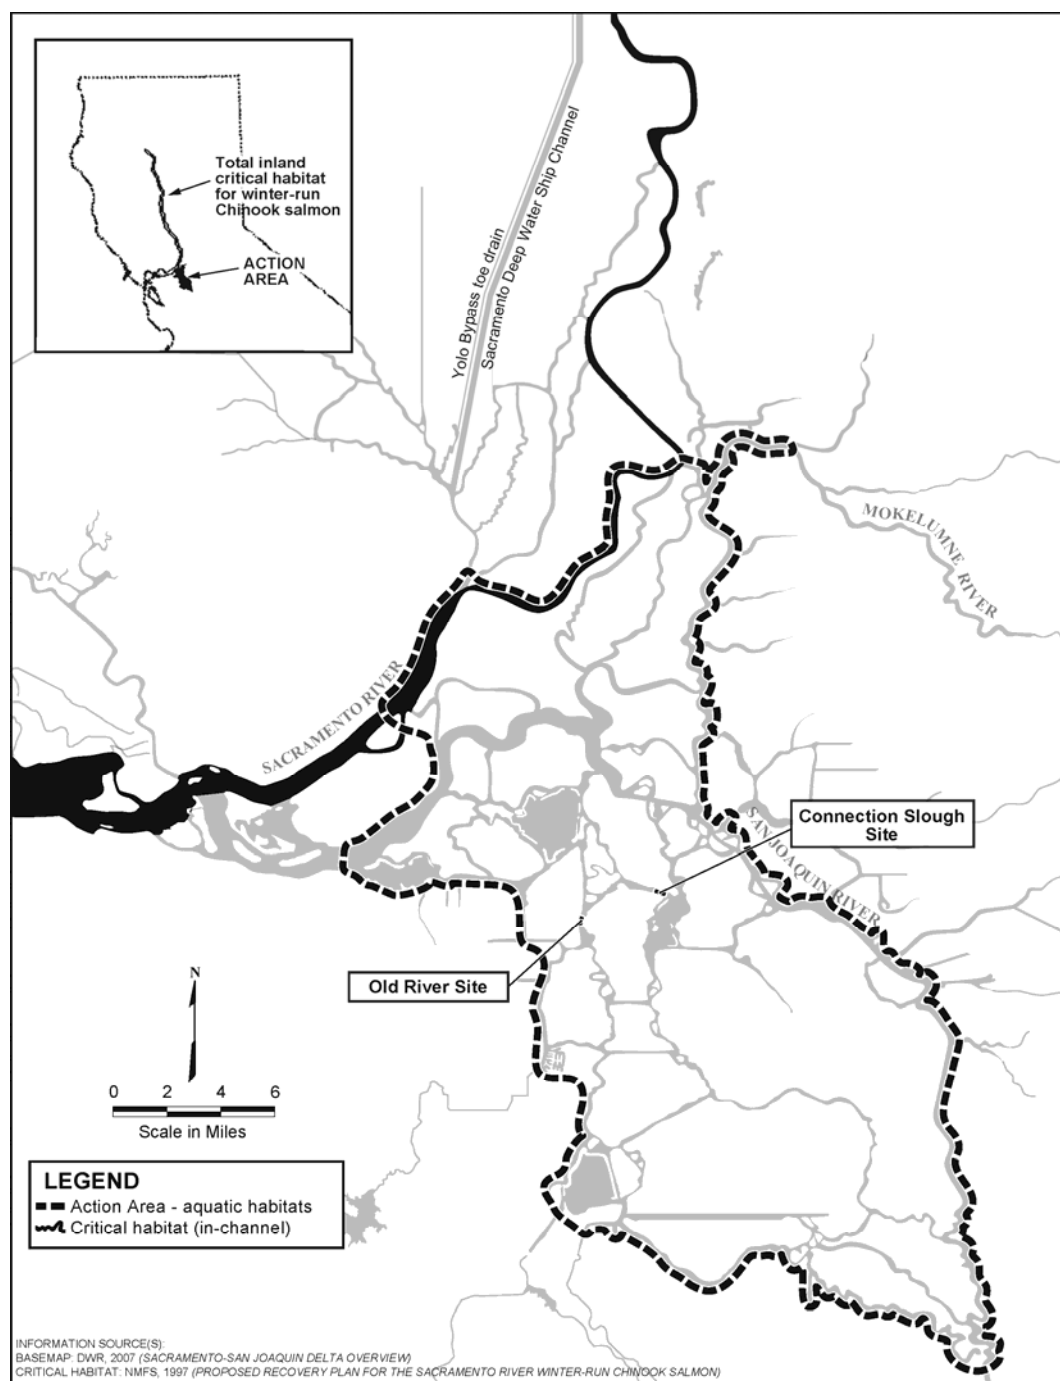 Total inland
critical habitat
for winter-run
Chinook salmon
ACTION
AREA
Yolo Bypass toe drain
Sacramento Deep Water Ship Channel
MOKELUMNE RIVER
SACRAMENTO RIVER
SAN JOAQUIN RIVER
Connection Slough
Site
Old River Site
N
0 2 4 6
Scale in Miles
LEGEND
Action Area - aquatic habitats
Critical habitat (in-channel)
INFORMATION SOURCE(S):
BASEMAP: DWR, 2007 (SACRAMENTO-SAN JOAQUIN DELTA OVERVIEW)
CRITICAL HABITAT: NMFS, 1997 (PROPOSED RECOVERY PLAN FOR THE SACRAMENTO RIVER WINTER-RUN CHINOOK SALMON)